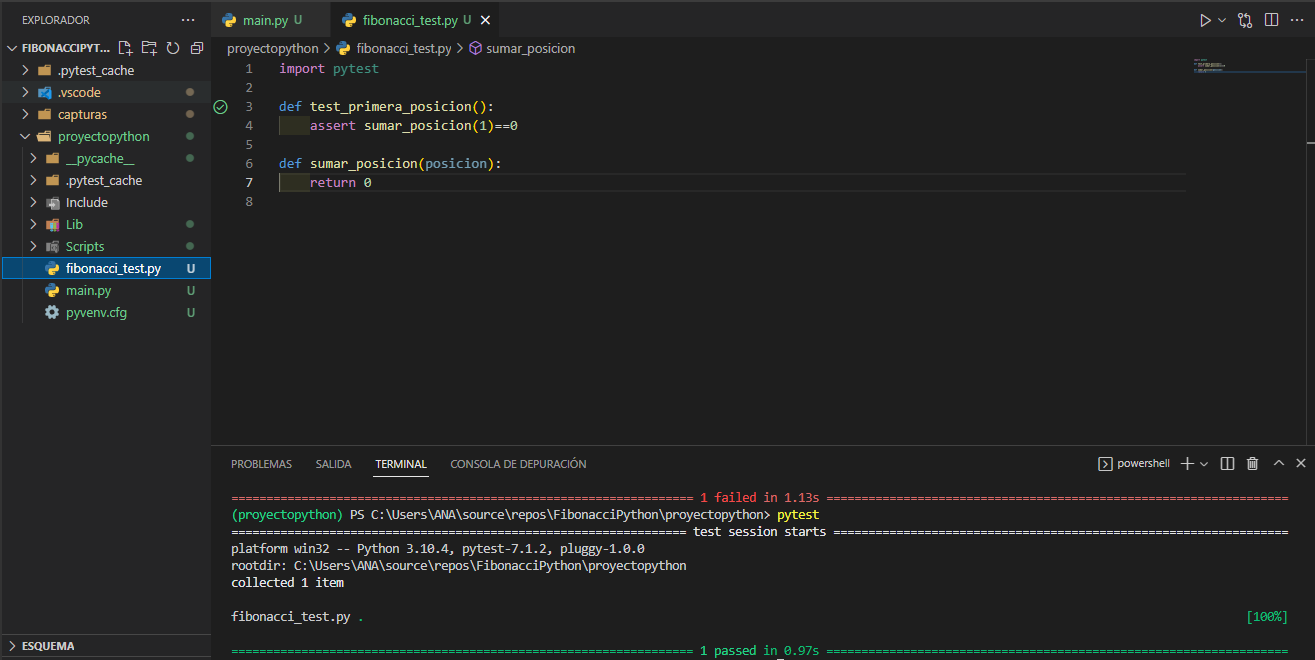 EXPLORADOR ...
FIBONACCIPYT...
.pytest_cache
.vscode
capturas
proyectopython
__pycache__
.pytest_cache
Include
Lib
Scripts
fibonacci_test.py U
main.py U
pyvenv.cfg U
ESQUEMA
main.py U
fibonacci_test.py U
proyectopython > fibonacci_test.py > sumar_posicion
1 import pytest
2
3 def test_primera_posicion():
4     assert sumar_posicion(1)==0
5
6 def sumar_posicion(posicion):
7     return 0
8
PROBLEMAS SALIDA TERMINAL CONSOLA DE DEPURACIÓN
powershell
1 failed in 1.13s
(proyectopython) PS C:\Users\ANA\source\repos\FibonacciPython\proyectopython> pytest
test session starts
platform win32 -- Python 3.10.4, pytest-7.1.2, pluggy-1.0.0
rootdir: C:\Users\ANA\source\repos\FibonacciPython\proyectopython
collected 1 item
fibonacci_test.py . [100%]
1 passed in 0.97s